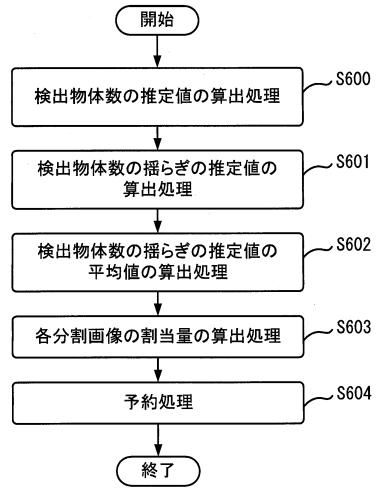 開始
検出物体数の推定値の算出処理
S600
検出物体数の揺らぎの推定値の
算出処理
S601
検出物体数の揺らぎの推定値の
平均値の算出処理
S602
各分割画像の割当量の算出処理
S603
予約処理
S604
終了